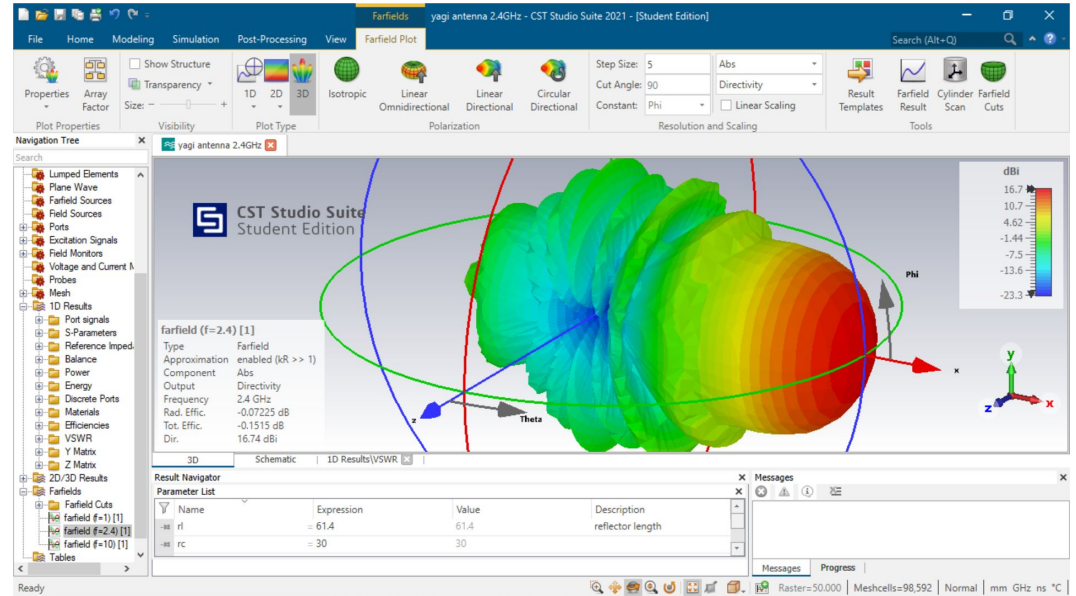 Farfields yagi antenna 2.4GHz - CST Studio Suite 2021 - [Student Edition]
File Home Modeling Simulation Post-Processing View Farfield Plot Search (Alt+Q)
Properties
Array Factor
Show Structure
Transparency
Size: − +
1D 2D 3D
Isotropic
Linear Omnidirectional
Linear Directional
Circular Directional
Step Size: 5 Abs
Cut Angle: 90 Directivity
Constant: Phi Linear Scaling
Result Templates
Farfield Result
Cylinder Scan
Farfield Cuts
Plot Properties Visibility Plot Type Polarization Resolution and Scaling Tools
Navigation Tree
Search
Lumped Elements
Plane Wave
Farfield Sources
Field Sources
Ports
Excitation Signals
Field Monitors
Voltage and Current M
Probes
Mesh
1D Results
Port signals
S-Parameters
Reference Imped
Balance
Power
Energy
Discrete Ports
Materials
Efficiencies
VSWR
Y Matrix
Z Matrix
2D/3D Results
Farfields
Farfield Cuts
farfield (f=1) [1]
farfield (f=2.4) [1]
farfield (f=10) [1]
Tables
yagi antenna 2.4GHz
CST Studio Suite
Student Edition
dBi
16.7
10.7
4.62
-1.44
-7.5
-13.6
-23.3
Phi
x
Theta
z
y
z
x
farfield (f=2.4) [1]
Type Farfield
Approximation enabled (kR >> 1)
Component Abs
Output Directivity
Frequency 2.4 GHz
Rad. Effic. -0.07225 dB
Tot. Effic. -0.1515 dB
Dir. 16.74 dBi
3D Schematic 1D Results\VSWR
Result Navigator
Parameter List
Name Expression Value Description
rl = 61.4 61.4 reflector length
rc = 30 30
Messages
Messages Progress
Ready Raster=50.000 Meshcells=98,592 Normal mm GHz ns °C